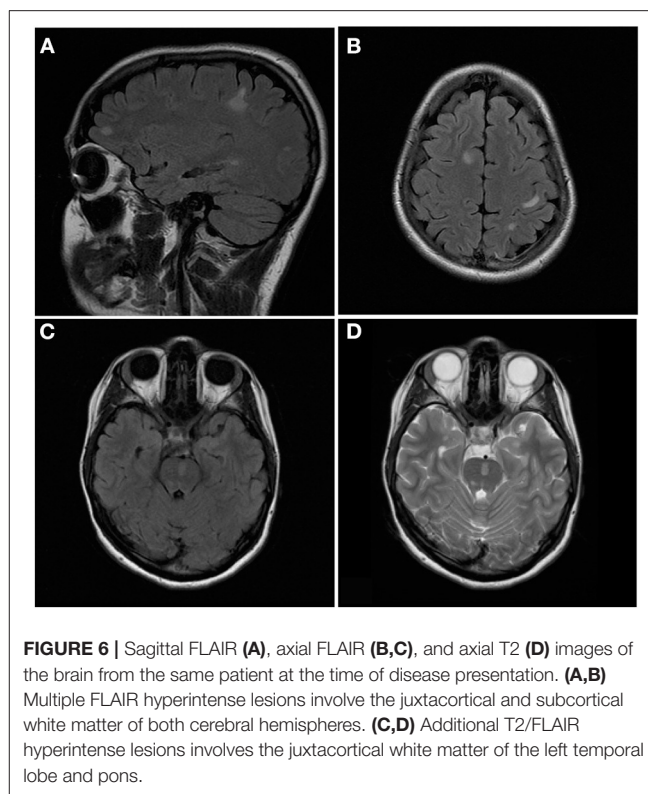 A
B
C
D
FIGURE 6 | Sagittal FLAIR (A), axial FLAIR (B,C), and axial T2 (D) images of
the brain from the same patient at the time of disease presentation. (A,B)
Multiple FLAIR hyperintense lesions involve the juxtacortical and subcortical
white matter of both cerebral hemispheres. (C,D) Additional T2/FLAIR
hyperintense lesions involves the juxtacortical white matter of the left temporal
lobe and pons.